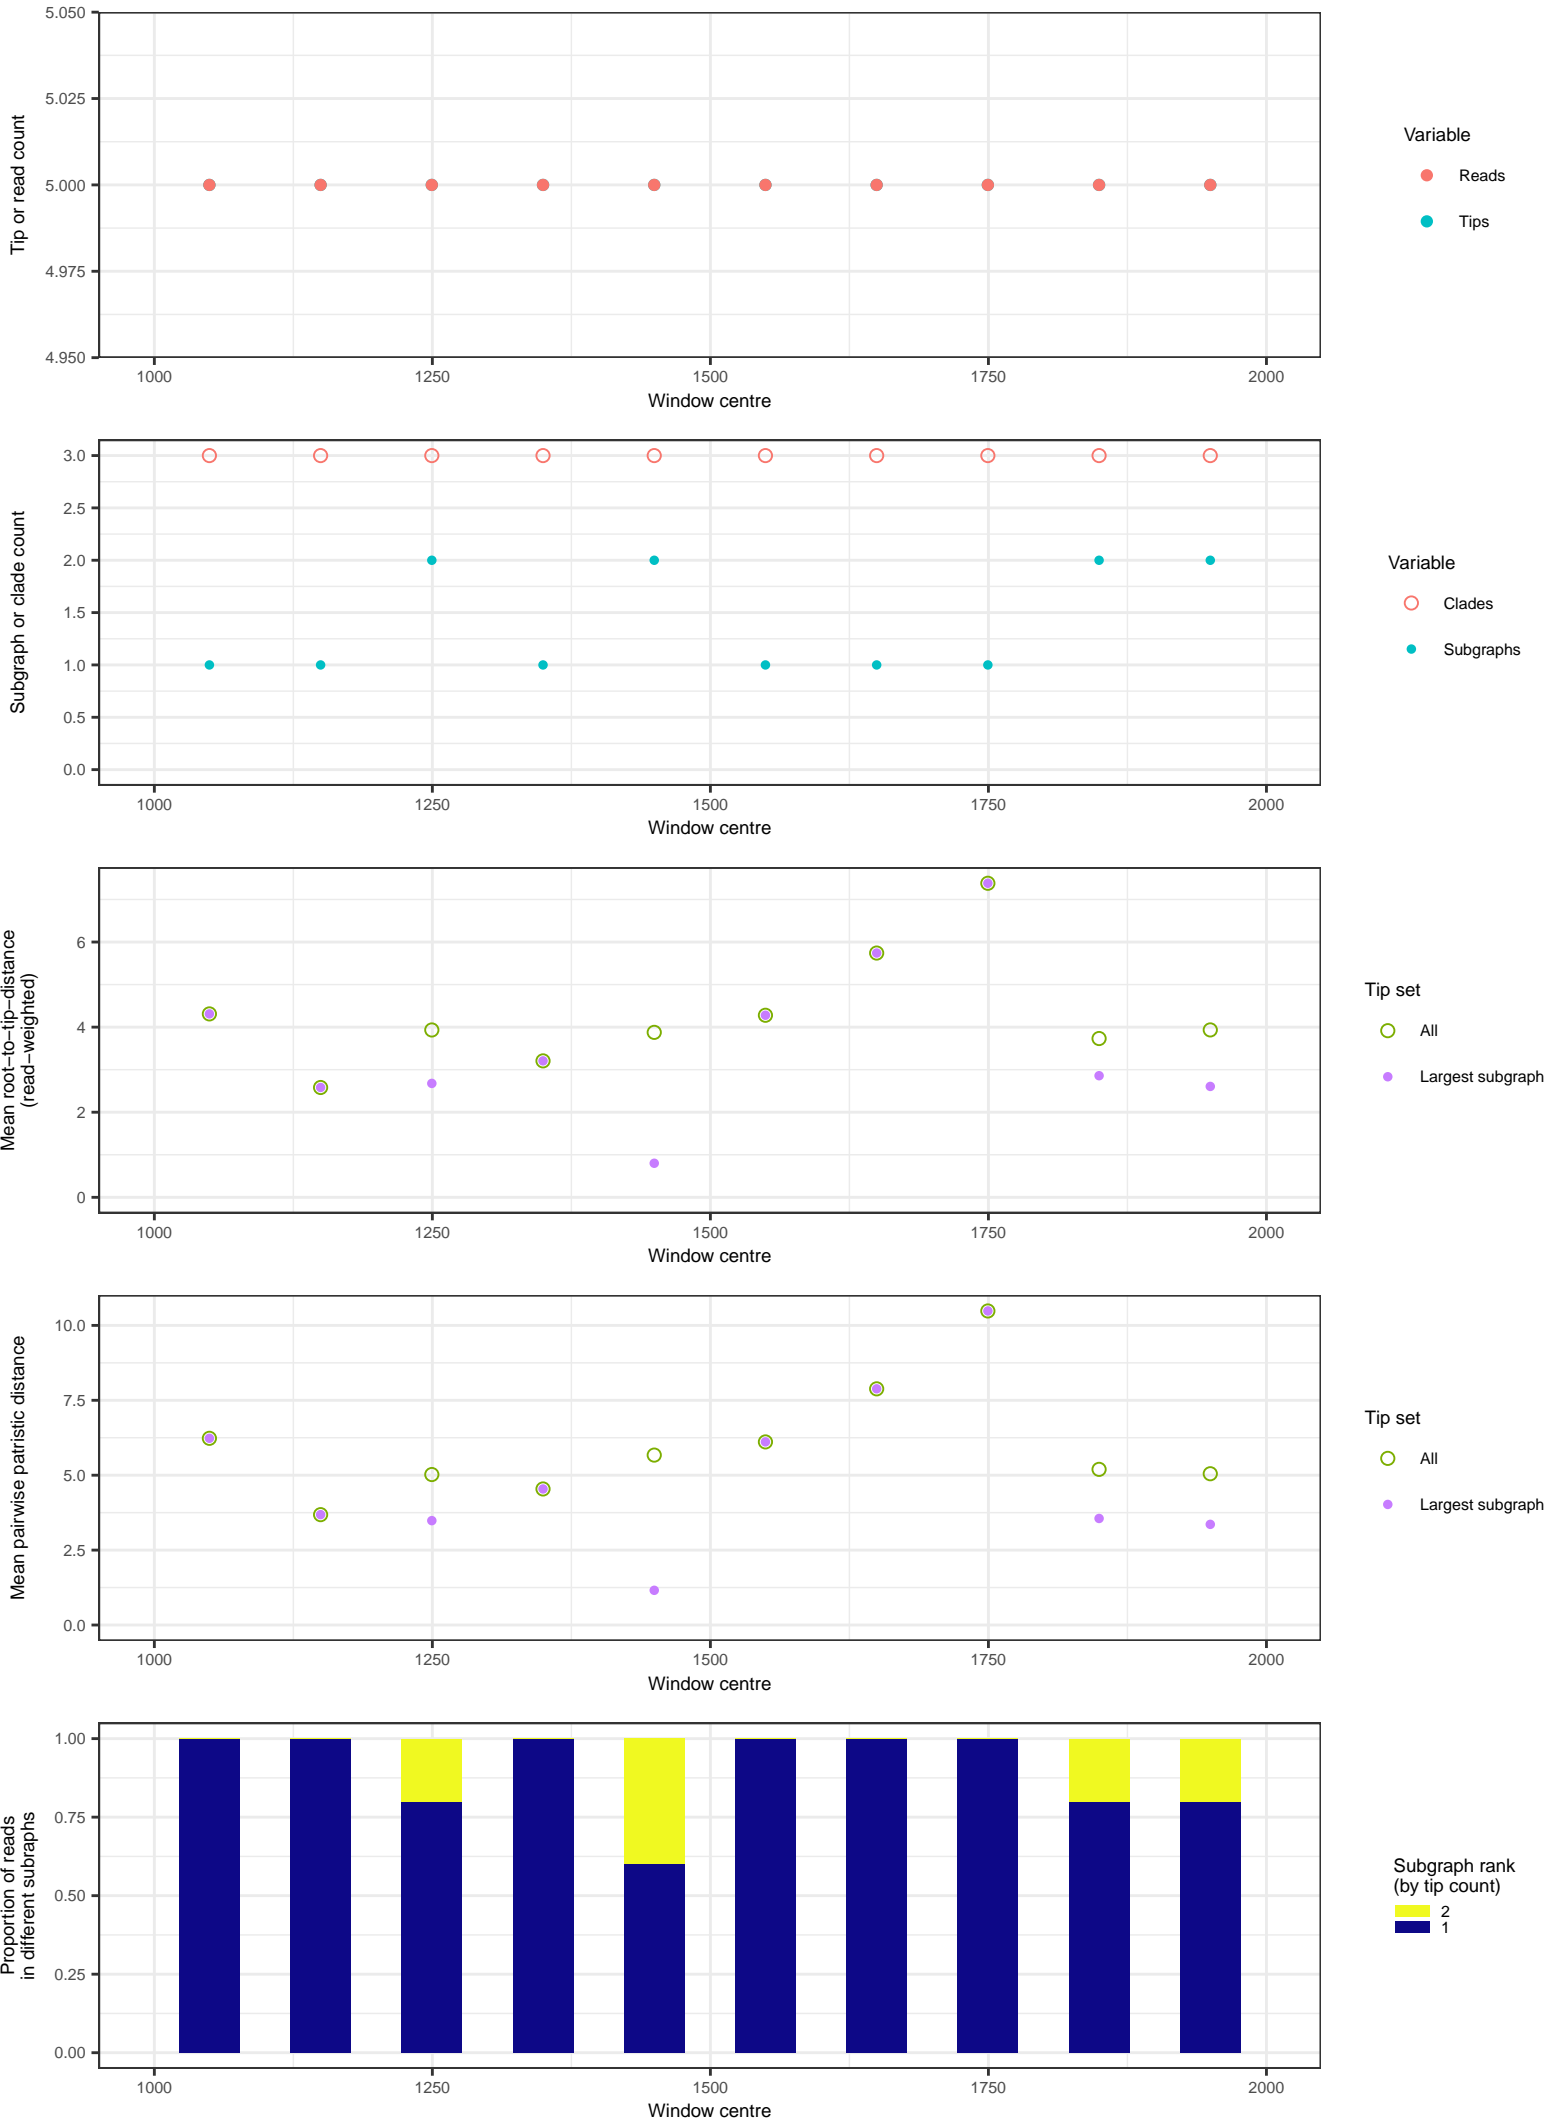 5.050
5.025
5.000
4.975
4.950
Tip or read count
1000 1250 1500 1750 2000
Window centre
Variable
Reads
Tips
3.0
2.5
2.0
1.5
1.0
0.5
0.0
Subgraph or clade count
1000 1250 1500 1750 2000
Window centre
Variable
Clades
Subgraphs
6
4
2
0
Mean root−to−tip−distance
(read−weighted)
1000 1250 1500 1750 2000
Window centre
Tip set
All
Largest subgraph
10.0
7.5
5.0
2.5
0.0
Mean pairwise patristic distance
1000 1250 1500 1750 2000
Window centre
Tip set
All
Largest subgraph
1.00
0.75
0.50
0.25
0.00
Proportion of reads
in different subraphs
1000 1250 1500 1750 2000
Window centre
Subgraph rank
(by tip count)
2
1